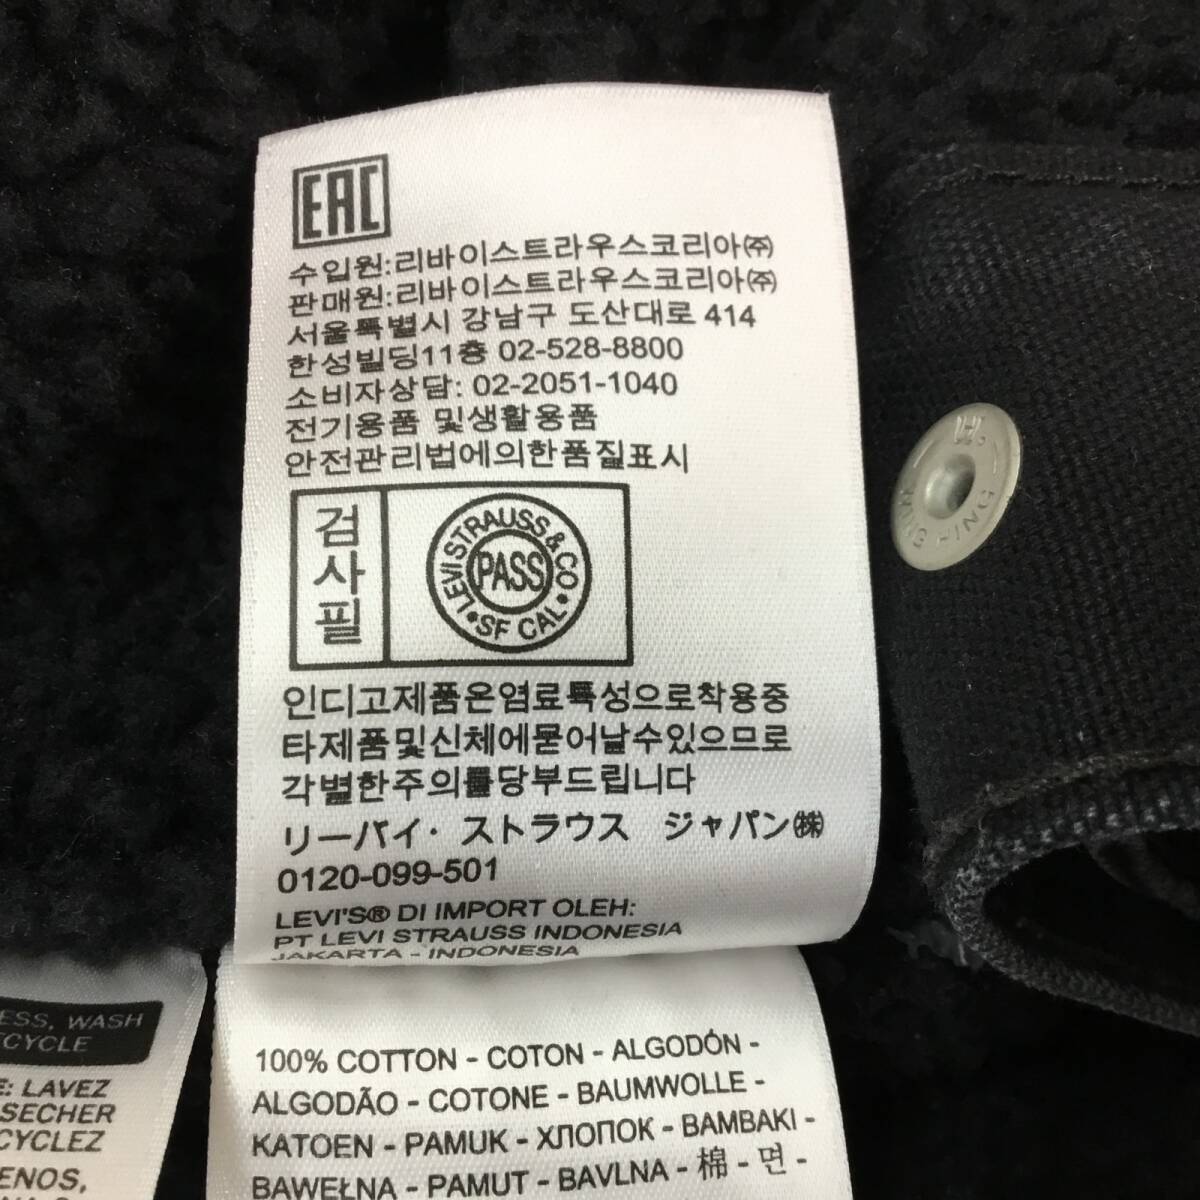 EAC
수입원:리바이스트라우스코리아㈜
판매원:리바이스트라우스코리아㈜
서울특별시 강남구 도산대로 414
한성빌딩11층 02-528-8800
소비자상담: 02-2051-1040
전기용품 및생활용품
안전관리법에의한품질표시
검사필
LEVI STRAUSS & CO
PASS
SF CAL
인디고제품은염료특성으로착용중
타제품및신체에묻어날수있으므로
각별한주의를당부드립니다
リーバイ・ストラウス ジャパン㈱
0120-099-501
LEVI'S® DI IMPORT OLEH:
PT LEVI STRAUSS INDONESIA
JAKARTA - INDONESIA
100% COTTON - COTON - ALGODÓN -
ALGODÃO - COTONE - BAUMWOLLE -
KATOEN - PAMUK - ХЛОПОК - BAMBAKI -
BAWEŁNA - PAMUT - BAVLNA - 棉 - 면 -
ESS, WASH
ECYCLE
E: LAVEZ
SECHER
CYCLEZ
ENOS,
H.
HING